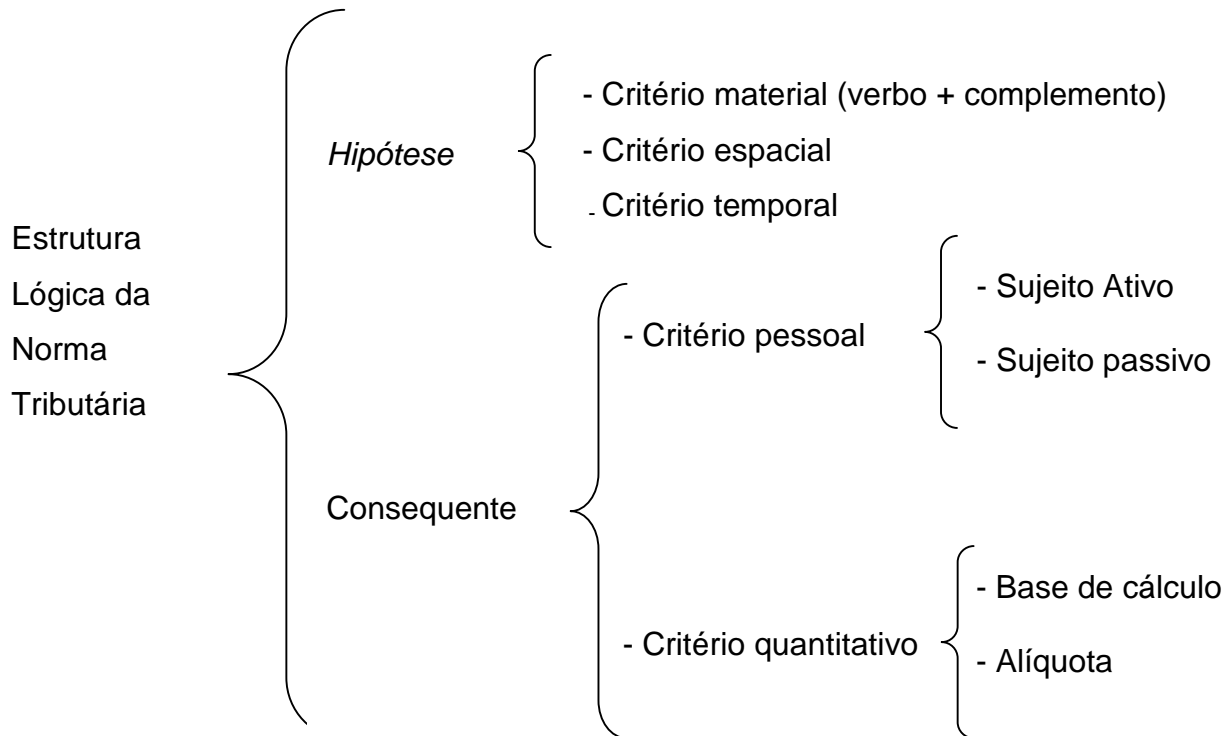 Estrutura
Lógica da
Norma
Tributária
Hipótese
- Critério material (verbo + complemento)
- Critério espacial
- Critério temporal
Consequente
- Critério pessoal
- Sujeito Ativo
- Sujeito passivo
- Critério quantitativo
- Base de cálculo
- Alíquota